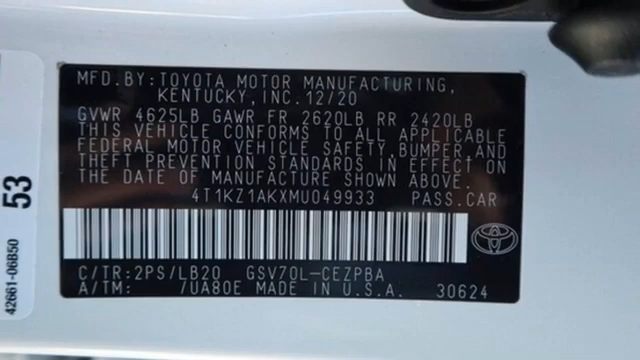 MFD. BY: TOYOTA MOTOR MANUFACTURING,
KENTUCKY, INC. 12/20
GVWR 4625LB GAWR FR 2620LB RR 2420LB
THIS VEHICLE CONFORMS TO ALL APPLICABLE
FEDERAL MOTOR VEHICLE SAFETY, BUMPER, AND
THEFT PREVENTION STANDARDS IN EFFECT ON
THE DATE OF MANUFACTURE SHOWN ABOVE.
4T1KZ1AKXMU049933 PASS.CAR
C/TR:2PS/LB20 GSV70L-CEZPBA
A/TM: /UA80E MADE IN U.S.A. 30624
53
42661-06B50